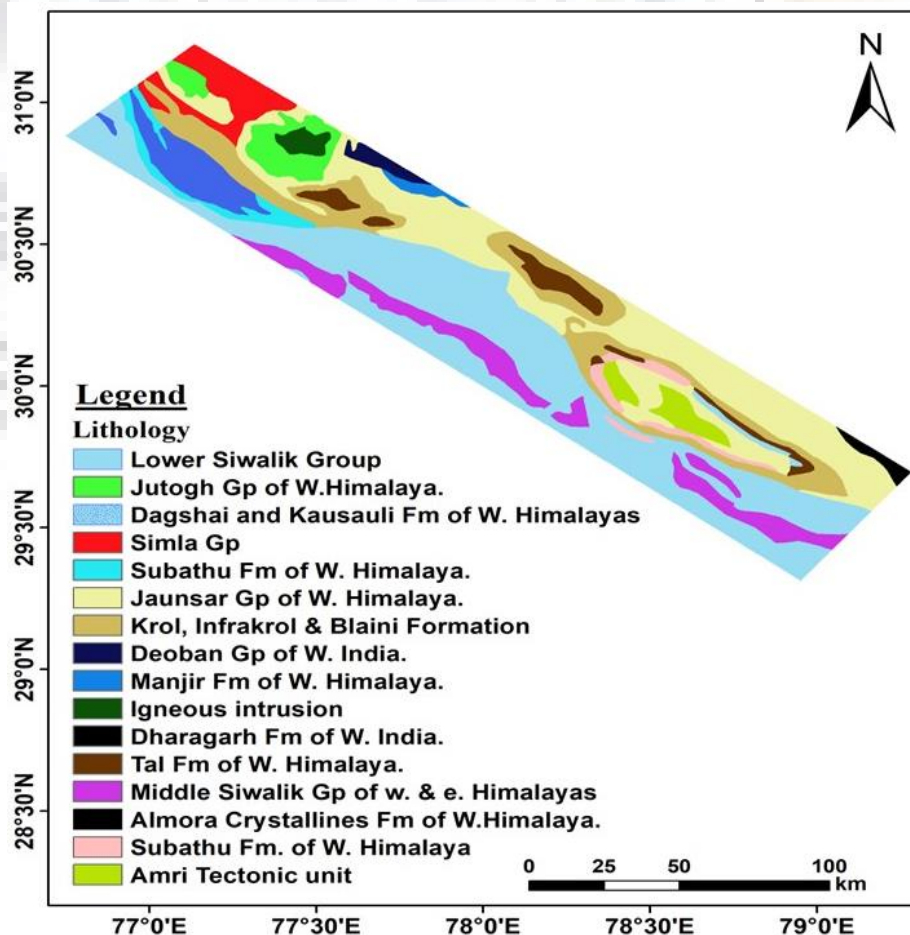 N
31°0'N
30°30'N
30°0'N
29°30'N
29°0'N
28°30'N
Legend
Lithology
Lower Siwalik Group
Jutogh Gp of W.Himalaya.
Dagshai and Kausauli Fm of W. Himalayas
Simla Gp
Subathu Fm of W. Himalaya.
Jaunsar Gp of W. Himalaya.
Krol, Infrakrol & Blaini Formation
Deoban Gp of W. India.
Manjir Fm of W. Himalaya.
Igneous intrusion
Dharagarh Fm of W. India.
Tal Fm of W. Himalaya.
Middle Siwalik Gp of w. & e. Himalayas
Almora Crystallines Fm of W.Himalaya.
Subathu Fm. of W. Himalaya
Amri Tectonic unit
0 25 50 100
km
77°0'E 77°30'E 78°0'E 78°30'E 79°0'E